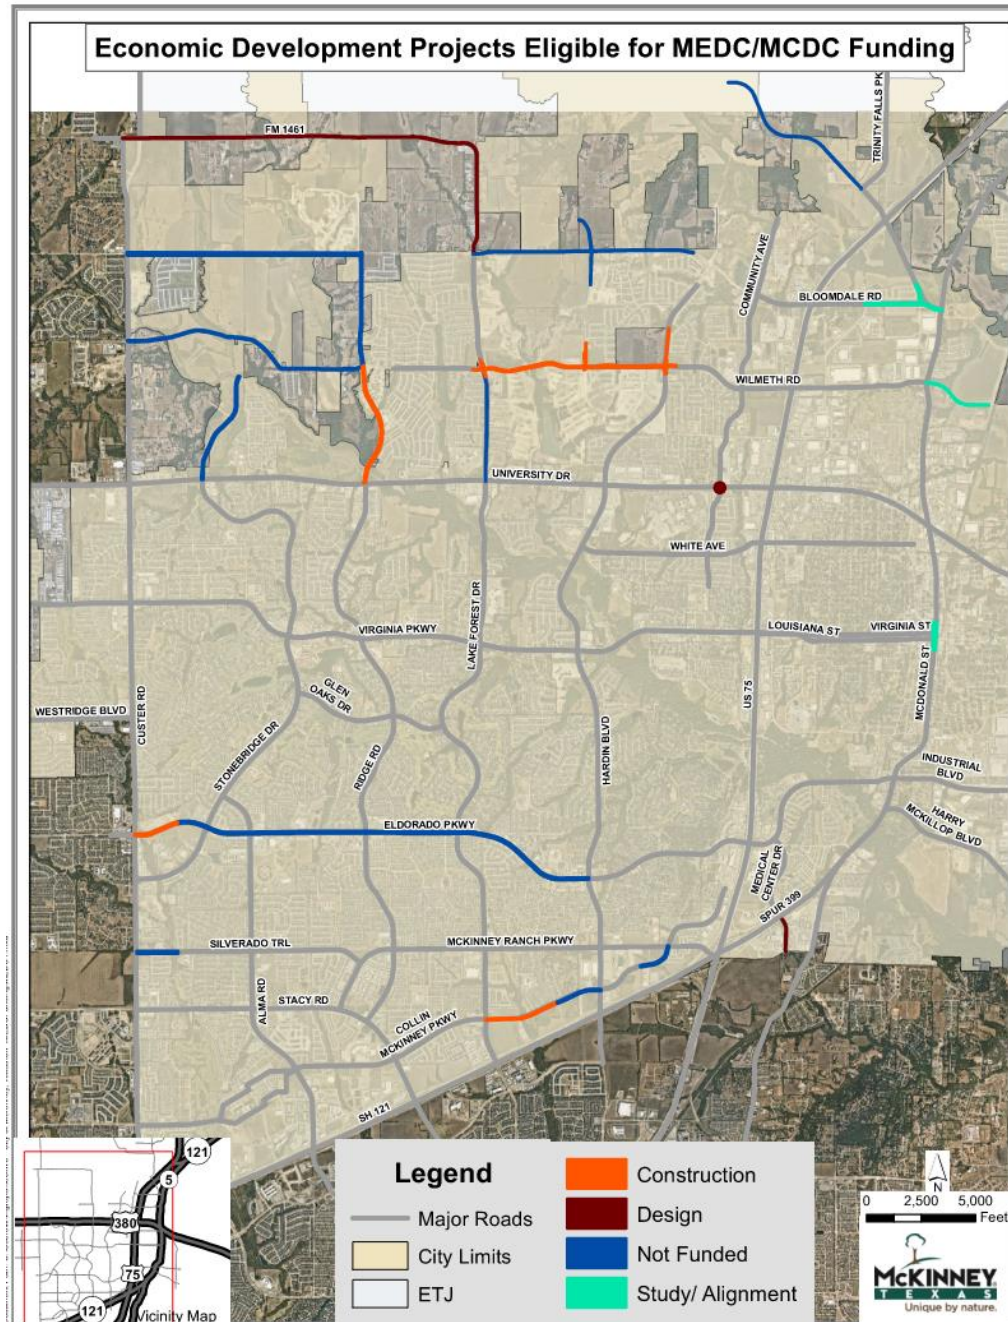 Economic Development Projects Eligible for MEDC/MCDC Funding
FM 1461
TRINITY FALLS PK
COMMUNITY AVE
BLOOMDALE RD
WILMETH RD
UNIVERSITY DR
WHITE AVE
LAKE FOREST DR
VIRGINIA PKWY
LOUISIANA ST
VIRGINIA ST
MCDONALD ST
US 75
GLEN
OAKS DR
WESTRIDGE BLVD
CUSTER RD
STONEBRIDGE DR
RIDGE RD
HARDIN BLVD
INDUSTRIAL
BLVD
HARRY
MCKILLOP BLVD
ELDORADO PKWY
MEDICAL
CENTER DR
SPUR 399
SILVERADO TRL
MCKINNEY RANCH PKWY
ALMA RD
STACY RD
COLLIN
MCKINNEY PKWY
SH 121
121
5
380
75
121
Vicinity Map
Legend
Major Roads
City Limits
ETJ
Construction
Design
Not Funded
Study/ Alignment
N
0 2,500 5,000
Feet
McKINNEY
TEXAS
Unique by nature.